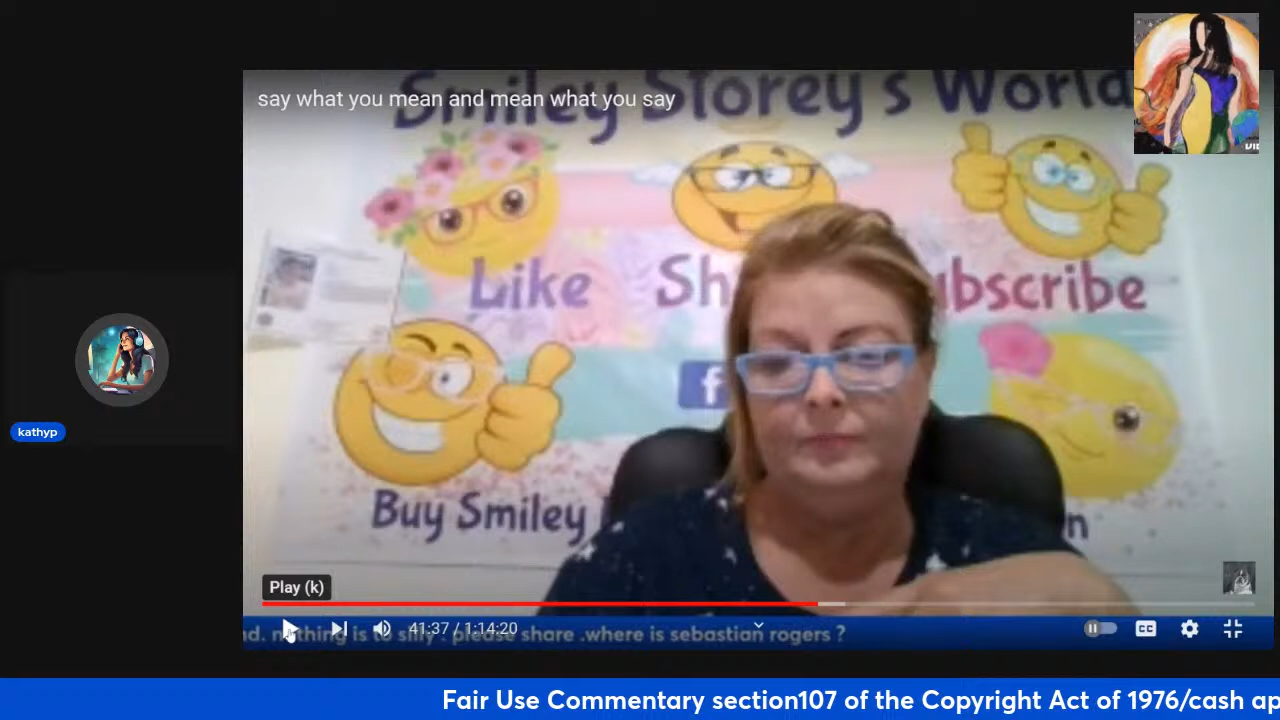 say what you mean and mean what you say
Smiley Storey's World
Like Sh ubscribe
f
Buy Smiley
n
kathyp
Play (k)
41:37 / 1:14:20
CC
nd. nothing is to silly . please share .where is sebastian rogers ?
Fair Use Commentary section107 of the Copyright Act of 1976/cash ap